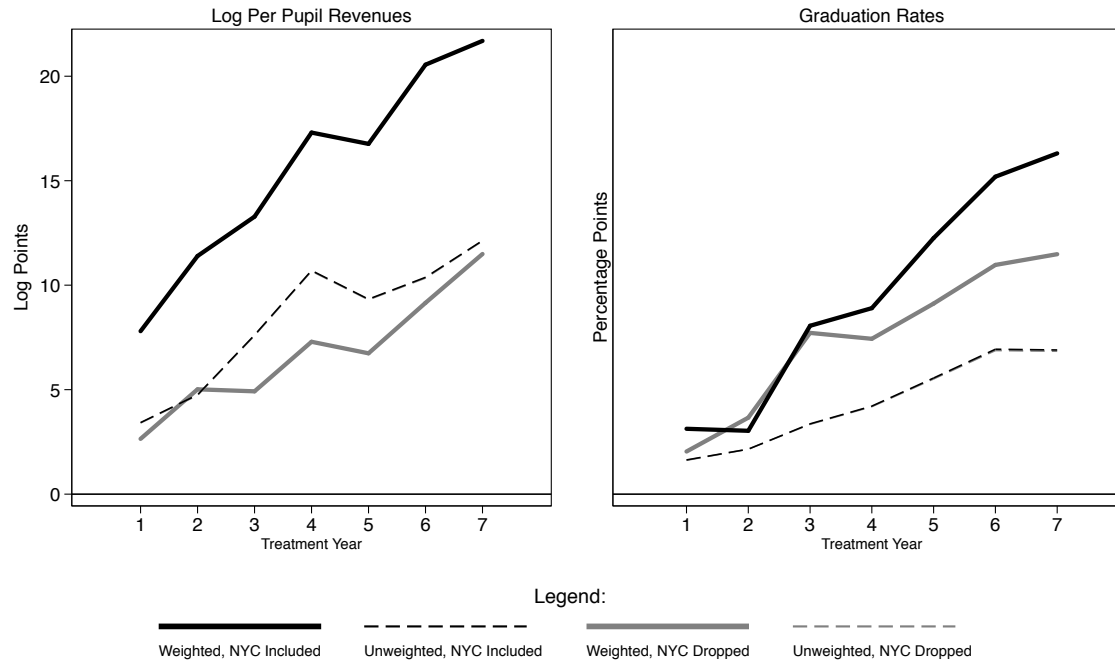 Log Per Pupil Revenues
Log Points
20
15
10
5
0
1 2 3 4 5 6 7
Treatment Year
Graduation Rates
Percentage Points
1 2 3 4 5 6 7
Treatment Year
Legend:
Weighted, NYC Included Unweighted, NYC Included Weighted, NYC Dropped Unweighted, NYC Dropped